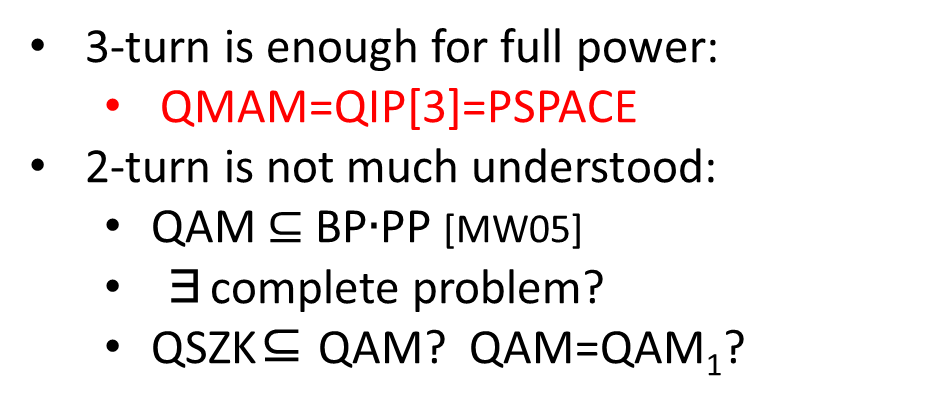 • 3-turn is enough for full power:
• QMAM=QIP[3]=PSPACE
• 2-turn is not much understood:
• QAM ⊆ BP·PP [MW05]
• ∃ complete problem?
• QSZK⊆ QAM? QAM=QAM₁?